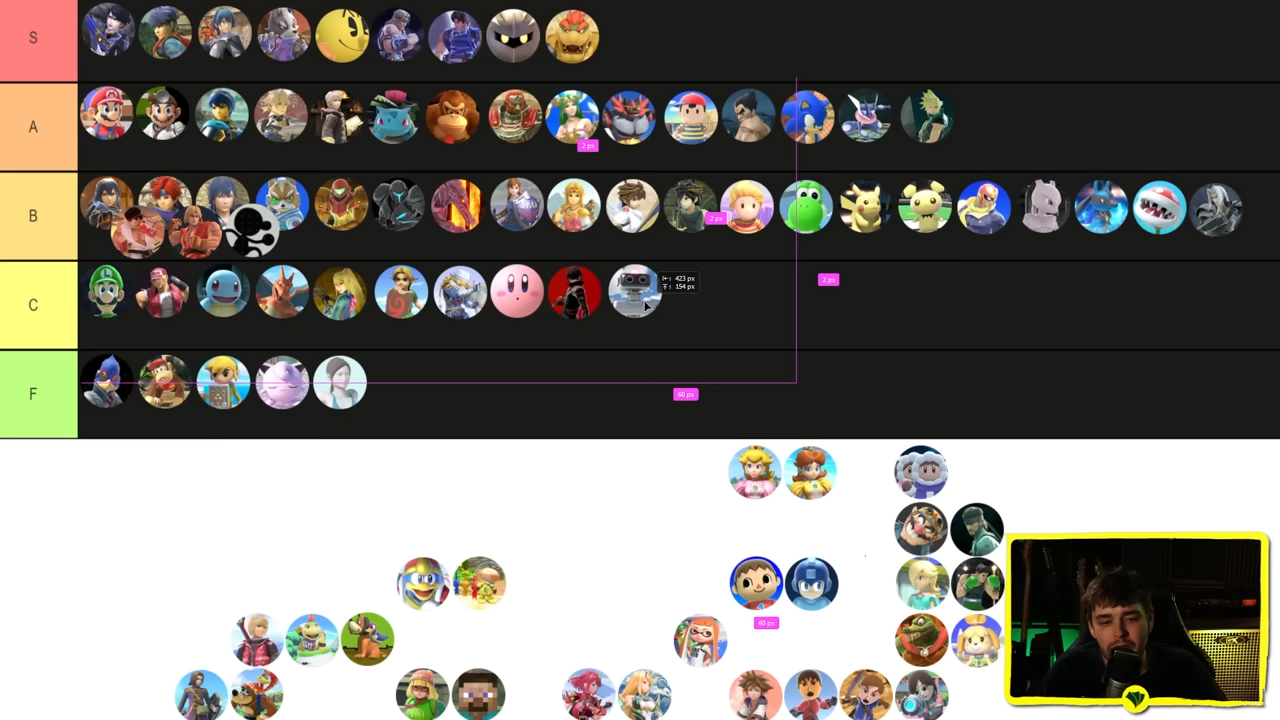 S
A
2 px
B
2 px
C
423 px
154 px
2 px
F
60 px
60 px